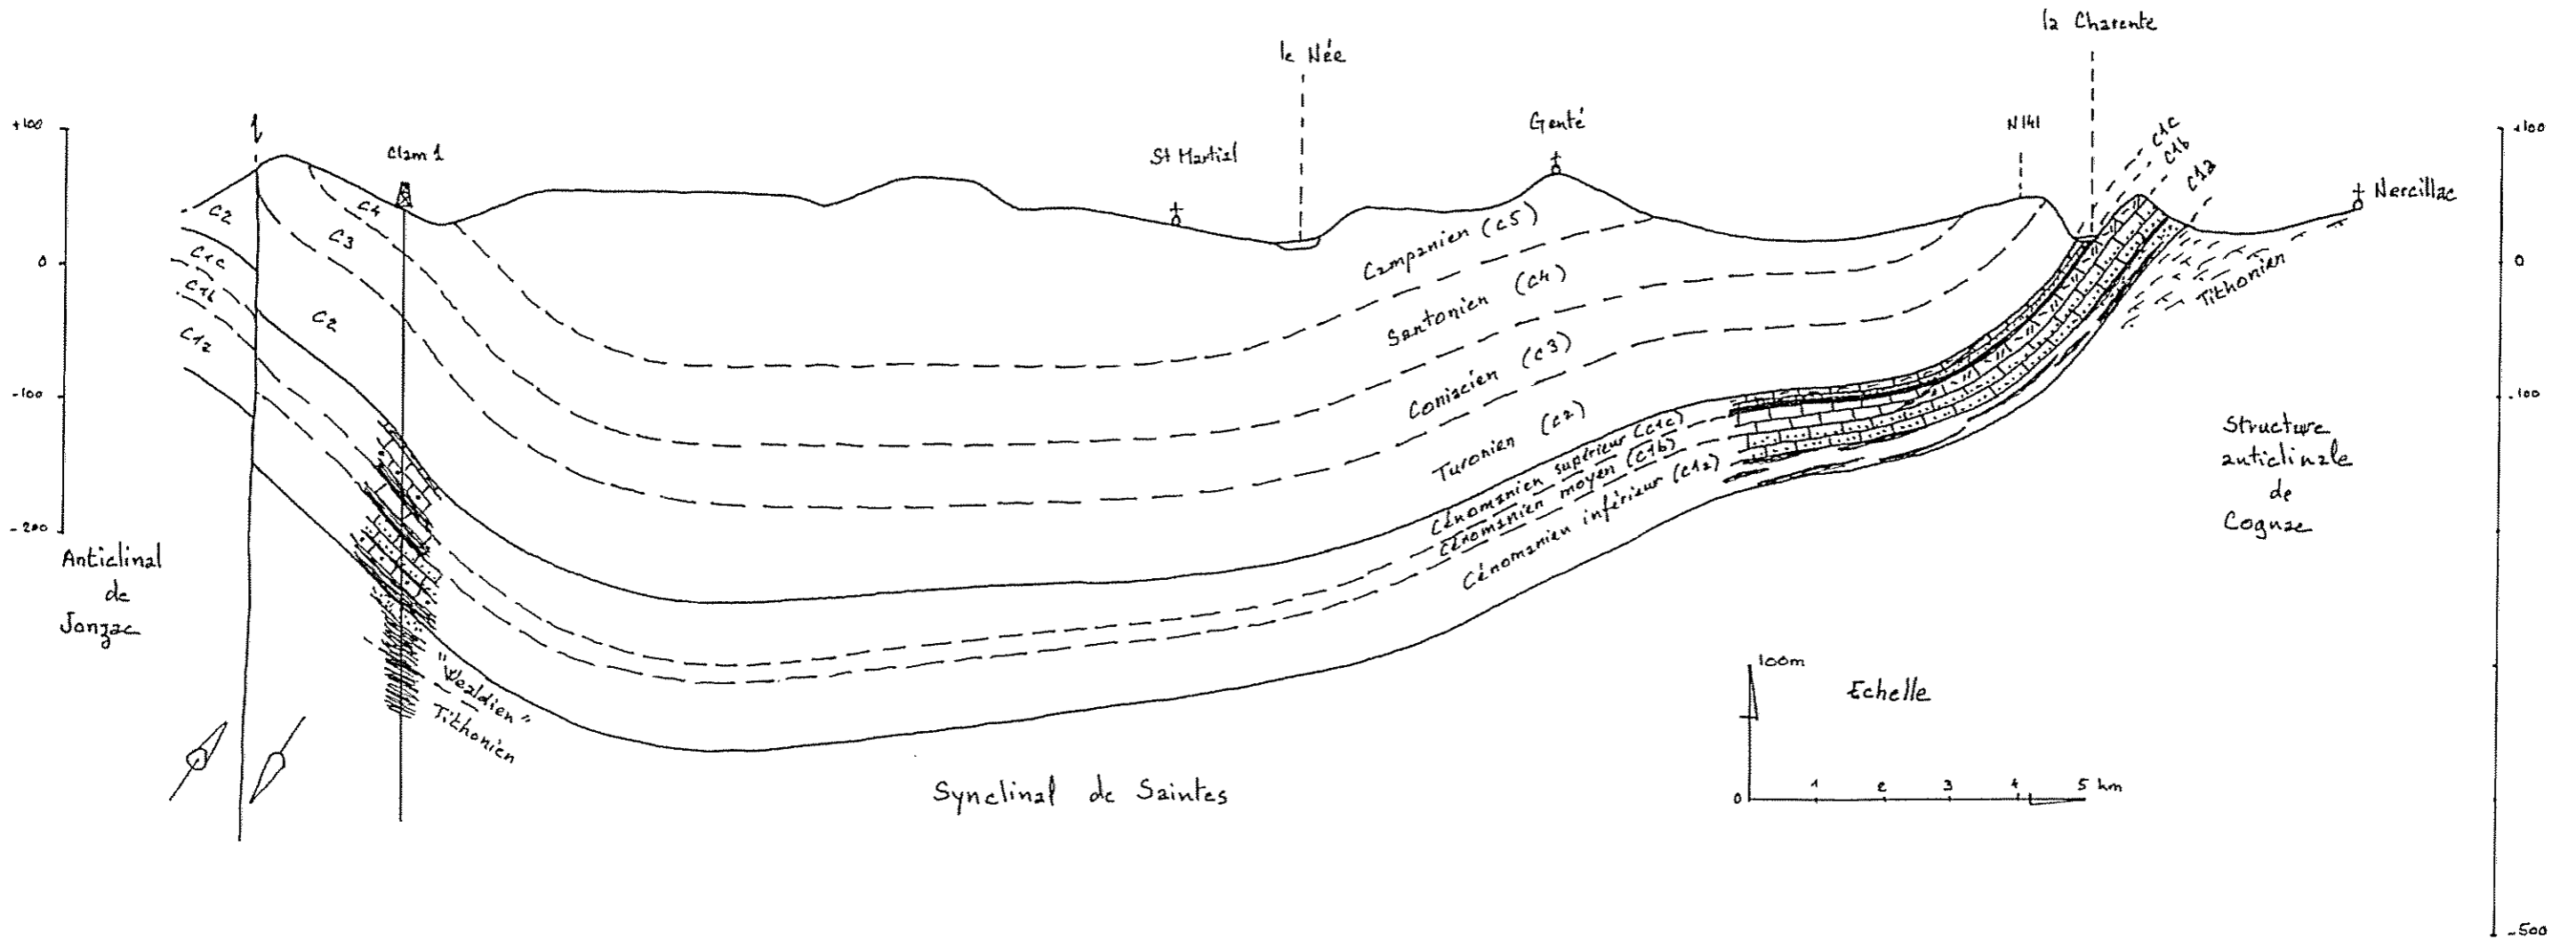 la Charente
le Née
+100
+100
Clam 1
St Martial
Genté
N141
C1c
C1b
C1a
Nercillac
C2
C4
C3
0
0
C1c
C1b
C2
C1a
Campanien (c5)
Santonien (c4)
Coniacien (c3)
Turonien (c2)
Cénomanien supérieur (c1c)
Cénomanien moyen (c1b)
Cénomanien inférieur (c1a)
Tithonien
-100
-100
-200
Structure
anticlinale
de
Cognac
Anticlinal
de
Jonzac
"Wealdien"
Tithonien
100m
Echelle
0
1
2
3
4
5 km
Synclinal de Saintes
-500